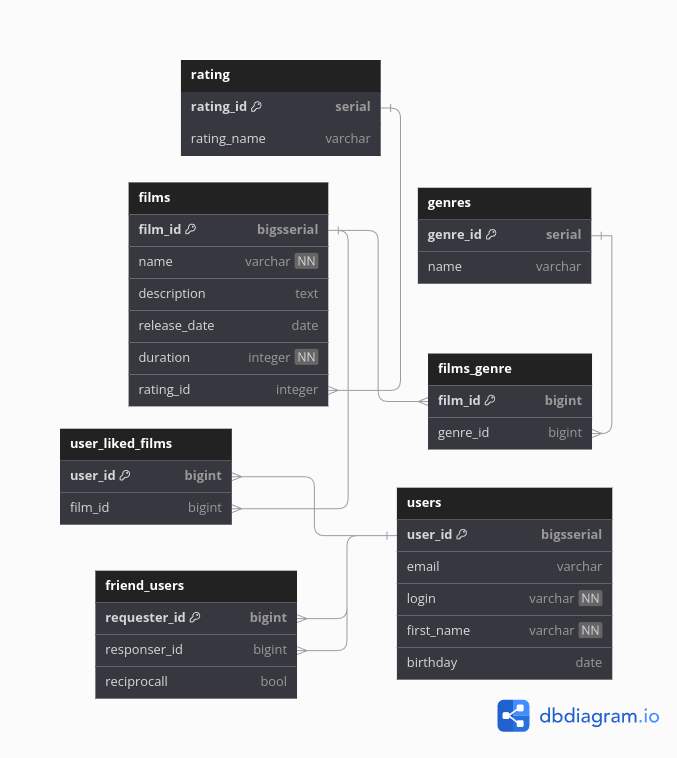 rating
rating_id serial
rating_name varchar
films
film_id bigsserial
name varchar NN
description text
release_date date
duration integer NN
rating_id integer
genres
genre_id serial
name varchar
films_genre
film_id bigint
genre_id bigint
user_liked_films
user_id bigint
film_id bigint
users
user_id bigsserial
email varchar
login varchar NN
first_name varchar NN
birthday date
friend_users
requester_id bigint
responser_id bigint
reciprocall bool
dbdiagram.io